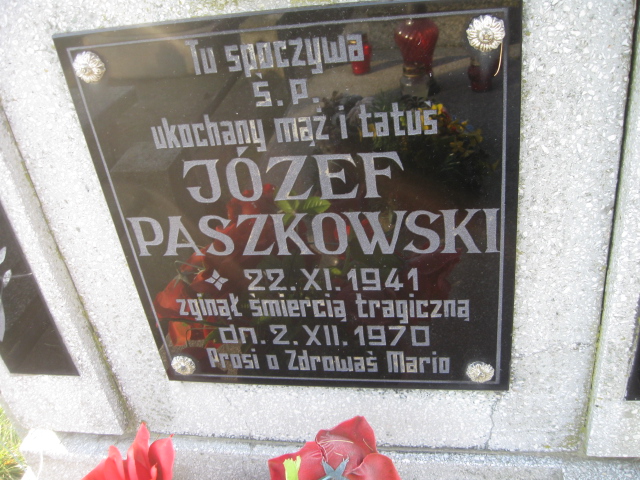 Tu spoczywa
Ś. P.
ukochany mąż i tatuś
JÓZEF
PASZKOWSKI
22. XI. 1941
zginął śmiercią tragiczną
dn. 2. XII. 1970
Prosi o Zdrowaś Mario